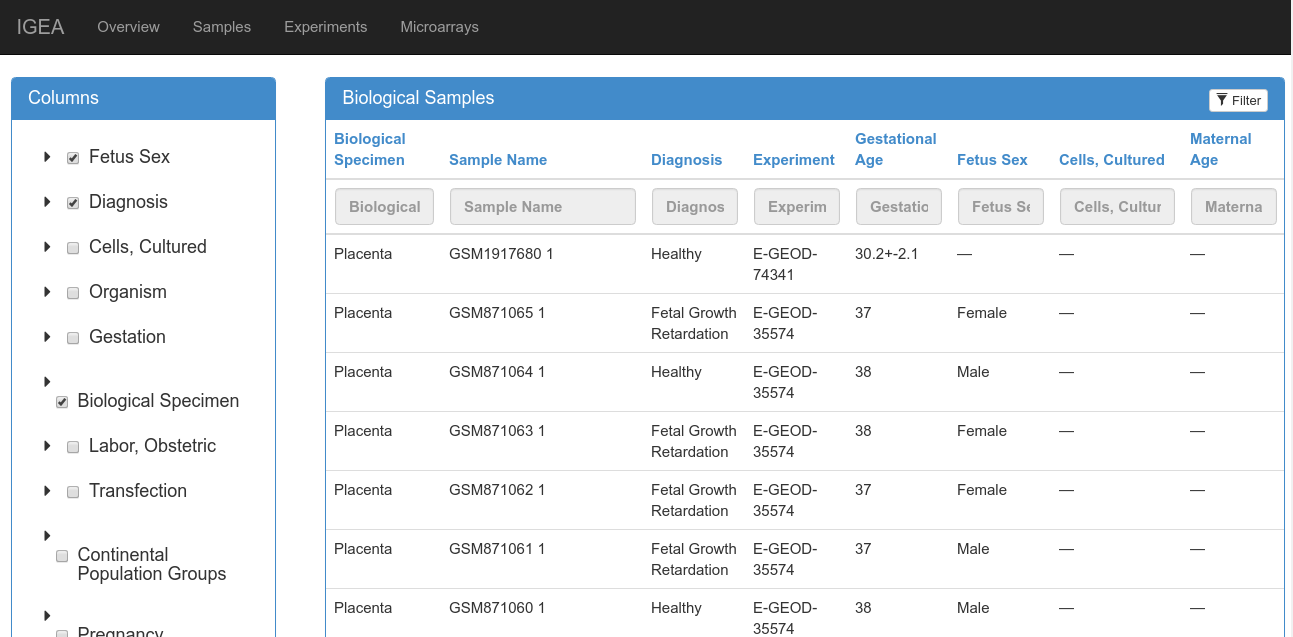 IGEA Overview Samples Experiments Microarrays
Columns
Fetus Sex
Diagnosis
Cells, Cultured
Organism
Gestation
Biological Specimen
Labor, Obstetric
Transfection
Continental
Population Groups
Pregnancy
Biological Samples
Filter
Biological Gestational Maternal
Specimen Sample Name Diagnosis Experiment Age Fetus Sex Cells, Cultured Age
Biological Sample Name Diagnos Experim Gestatio Fetus Se Cells, Cultur Materna
Placenta GSM1917680 1 Healthy E-GEOD- 30.2+-2.1 — — —
74341
Placenta GSM871065 1 Fetal Growth E-GEOD- 37 Female — —
Retardation 35574
Placenta GSM871064 1 Healthy E-GEOD- 38 Male — —
35574
Placenta GSM871063 1 Fetal Growth E-GEOD- 38 Female — —
Retardation 35574
Placenta GSM871062 1 Fetal Growth E-GEOD- 37 Female — —
Retardation 35574
Placenta GSM871061 1 Fetal Growth E-GEOD- 37 Male — —
Retardation 35574
Placenta GSM871060 1 Healthy E-GEOD- 38 Male — —
35574